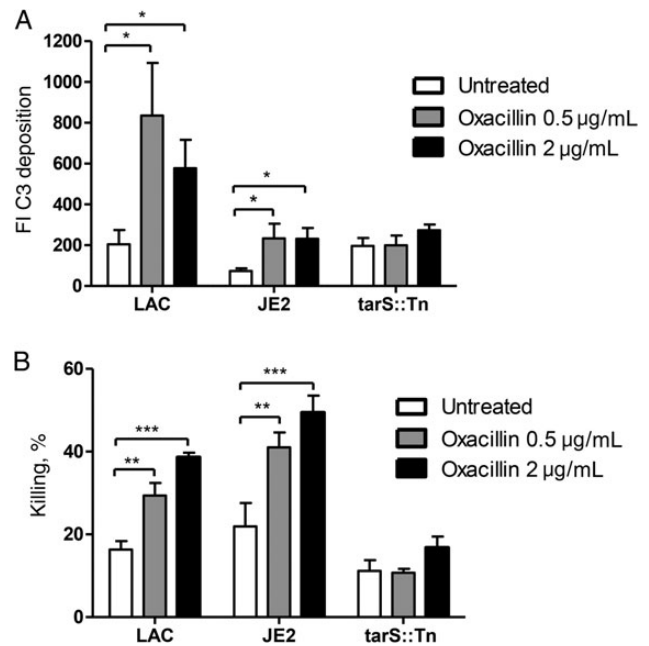 A
*
*
1200
1000
800
600
400
200
0
FI C3 deposition
*
*
Untreated
Oxacillin 0.5 µg/mL
Oxacillin 2 µg/mL
LAC JE2 tarS::Tn
B
60
40
20
0
Killing, %
***
**
***
**
Untreated
Oxacillin 0.5 µg/mL
Oxacillin 2 µg/mL
LAC JE2 tarS::Tn